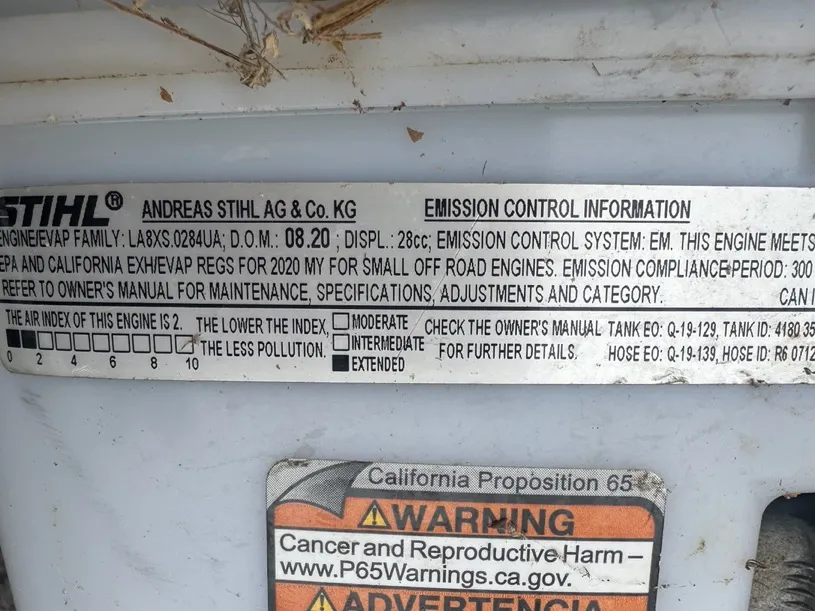 STIHL® ANDREAS STIHL AG & Co. KG EMISSION CONTROL INFORMATION
ENGINE/EVAP FAMILY: LA8XS.0284UA; D.O.M.: 08.20 ; DISPL.: 28cc; EMISSION CONTROL SYSTEM: EM. THIS ENGINE MEETS
EPA AND CALIFORNIA EXH/EVAP REGS FOR 2020 MY FOR SMALL OFF ROAD ENGINES. EMISSION COMPLIANCE PERIOD: 300
REFER TO OWNER'S MANUAL FOR MAINTENANCE, SPECIFICATIONS, ADJUSTMENTS AND CATEGORY. CAN I
THE AIR INDEX OF THIS ENGINE IS 2.
0 2 4 6 8 10
THE LOWER THE INDEX,
THE LESS POLLUTION.
MODERATE
INTERMEDIATE
EXTENDED
CHECK THE OWNER'S MANUAL
FOR FURTHER DETAILS.
TANK EO: Q-19-129, TANK ID: 4180 35
HOSE EO: Q-19-139, HOSE ID: R6 0712
California Proposition 65
WARNING
Cancer and Reproductive Harm –
www.P65Warnings.ca.gov.
ADVERTENCIA